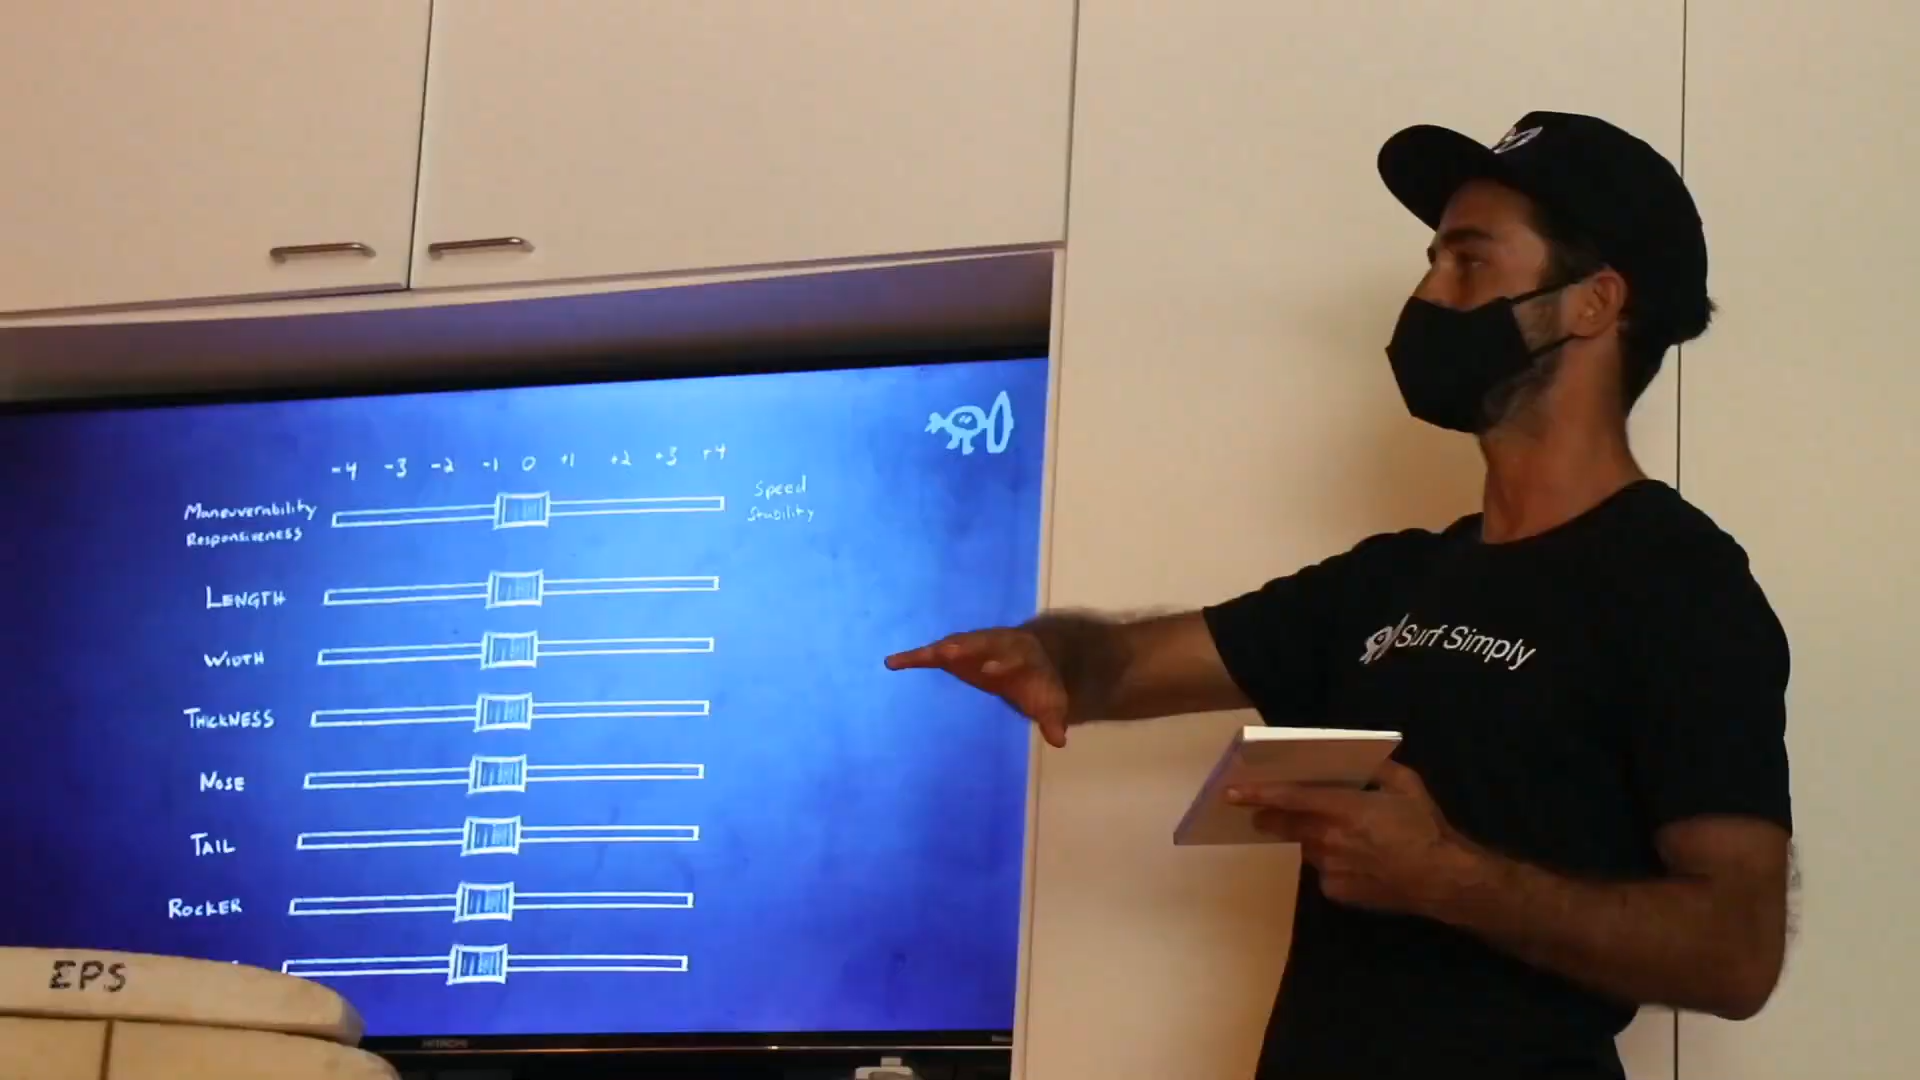 -4 -3 -2 -1 0 +1 +2 +3 +4
Maneuverability
Responsiveness
Speed
Stability
LENGTH
WIDTH
THICKNESS
NOSE
TAIL
ROCKER
EPS
HITACHI
Surf Simply